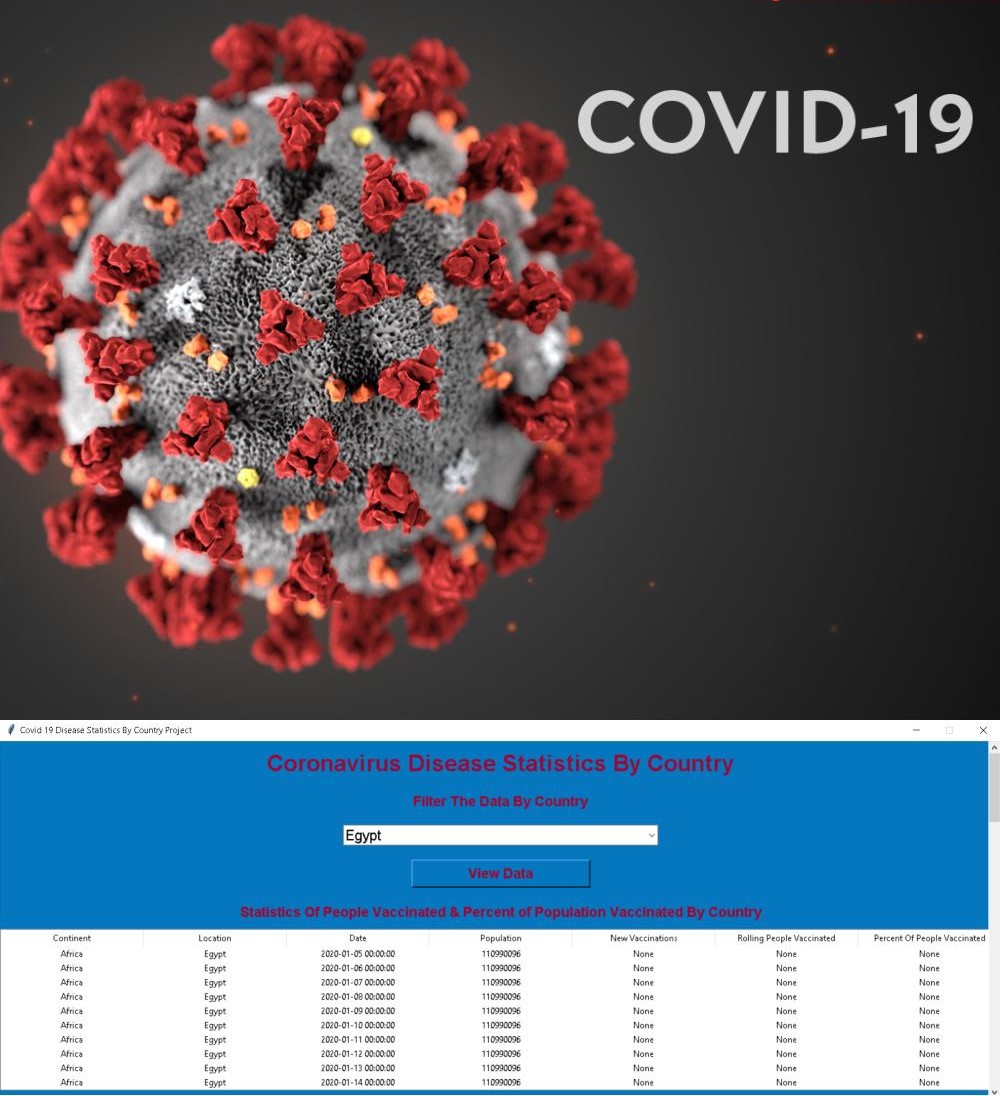 COVID-19
Covid 19 Disease Statistics By Country Project
Coronavirus Disease Statistics By Country
Filter The Data By Country
Egypt
View Data
Statistics Of People Vaccinated & Percent of Population Vaccinated By Country
Continent Location Date Population New Vaccinations Rolling People Vaccinated Percent Of People Vaccinated
Africa Egypt 2020-01-05 00:00:00 110990096 None None None
Africa Egypt 2020-01-06 00:00:00 110990096 None None None
Africa Egypt 2020-01-07 00:00:00 110990096 None None None
Africa Egypt 2020-01-08 00:00:00 110990096 None None None
Africa Egypt 2020-01-09 00:00:00 110990096 None None None
Africa Egypt 2020-01-10 00:00:00 110990096 None None None
Africa Egypt 2020-01-11 00:00:00 110990096 None None None
Africa Egypt 2020-01-12 00:00:00 110990096 None None None
Africa Egypt 2020-01-13 00:00:00 110990096 None None None
Africa Egypt 2020-01-14 00:00:00 110990096 None None None